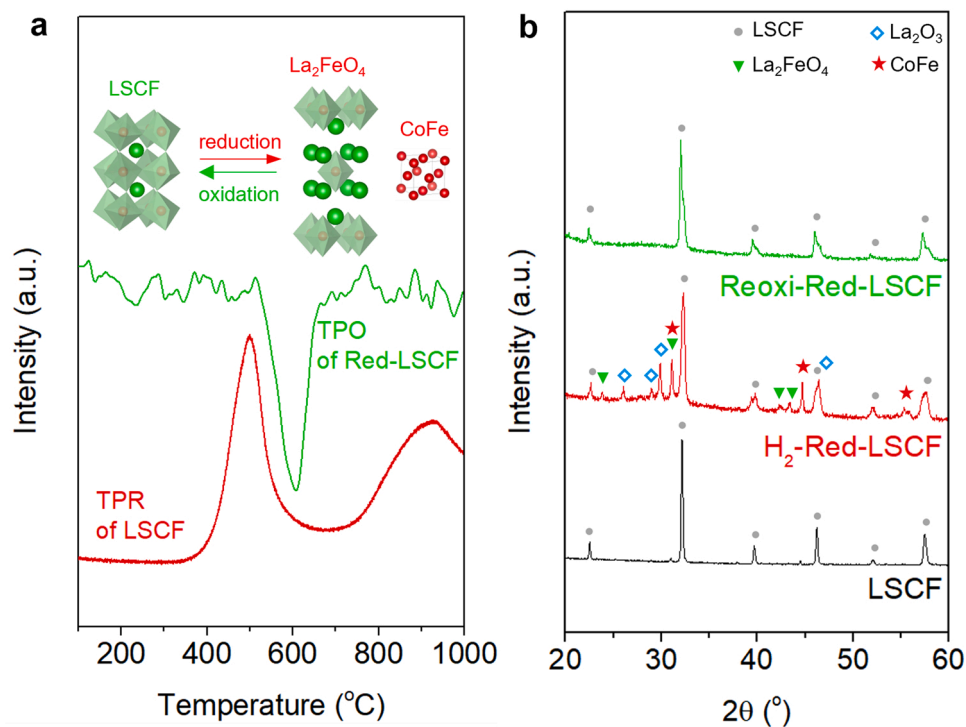 a
La₂FeO₄
LSCF
CoFe
reduction
oxidation
TPO
of Red-LSCF
TPR
of LSCF
Intensity (a.u.)
200 400 600 800 1000
Temperature (°C)
b
LSCF
La₂O₃
La₂FeO₄
CoFe
Reoxi-Red-LSCF
H₂-Red-LSCF
LSCF
Intensity (a.u.)
20 30 40 50 60
2θ (°)